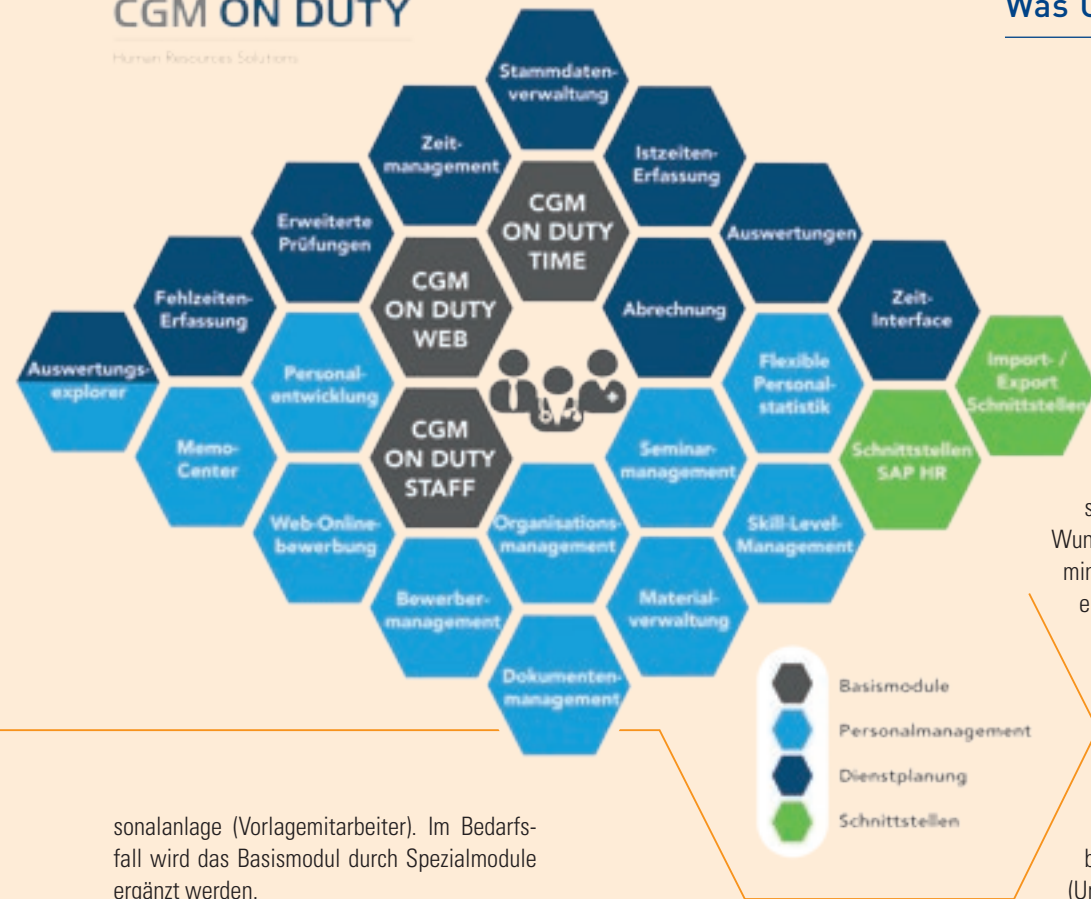 CGM ON DUTY
Human Resources Solutions
Was
Stammdaten-
verwaltung
Zeit-
management
Istzeiten-
Erfassung
Erweiterte
Prüfungen
CGM
ON DUTY
TIME
Auswertungen
Fehlzeiten-
Erfassung
CGM
ON DUTY
WEB
Abrechnung
Zeit-
Interface
Auswertungs-
explorer
Personal-
entwicklung
Flexible
Personal-
statistik
Import- /
Export
Schnittstellen
Memo-
Center
CGM
ON DUTY
STAFF
Seminar-
management
Schnittstellen
SAP HR
Web-Online-
bewerbung
Organisations-
management
Skill-Level-
Management
Bewerber-
management
Material-
verwaltung
Dokumenten-
management
Basismodule
Personalmanagement
Dienstplanung
Schnittstellen
sonalanlage (Vorlagemitarbeiter). Im Bedarfs-
fall wird das Basismodul durch Spezialmodule
ergänzt werden.